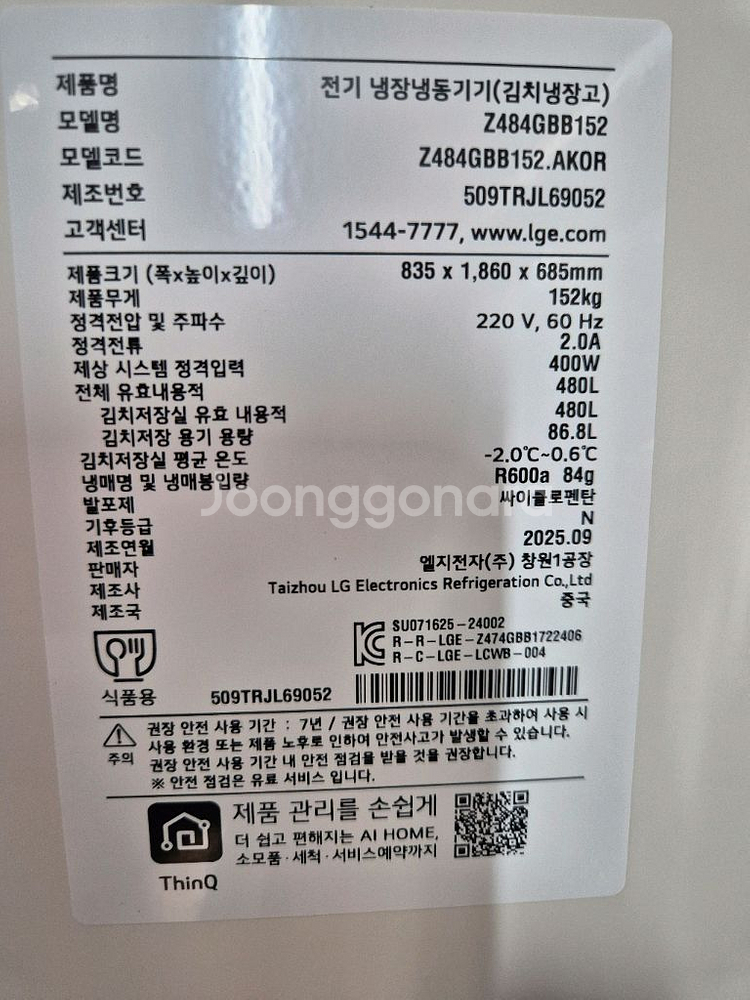 제품명 전기 냉장냉동기기(김치냉장고)
모델명 Z484GBB152
모델코드 Z484GBB152.AKOR
제조번호 509TRJL69052
고객센터 1544-7777, www.lge.com
제품크기 (폭x높이x깊이) 835 x 1,860 x 685mm
제품무게 152kg
정격전압 및 주파수 220 V, 60 Hz
정격전류 2.0A
제상 시스템 정격입력 400W
전체 유효내용적 480L
김치저장실 유효 내용적 480L
김치저장 용기 용량 86.8L
김치저장실 평균 온도 -2.0℃~0.6℃
냉매명 및 냉매봉입량 R600a 84g
발포제 싸이클로펜탄
기후등급 N
제조연월 2025.09
판매자 엘지전자(주) 창원1공장
제조사 Taizhou LG Electronics Refrigeration Co.,Ltd
제조국 중국
Joonggonara
SU071625-24002
R-R-LGE-Z474GBB1722406
R-C-LGE-LCWB-004
식품용 509TRJL69052
주의
권장 안전 사용 기간 : 7년 / 권장 안전 사용 기간을 초과하여 사용 시
사용 환경 또는 제품 노후로 인하여 안전사고가 발생할 수 있습니다.
권장 안전 사용 기간 내 안전 점검을 받을 것을 권장합니다.
※ 안전 점검은 유료 서비스 입니다.
제품 관리를 손쉽게
더 쉽고 편해지는 AI HOME,
소모품·세척·서비스예약까지
ThinQ